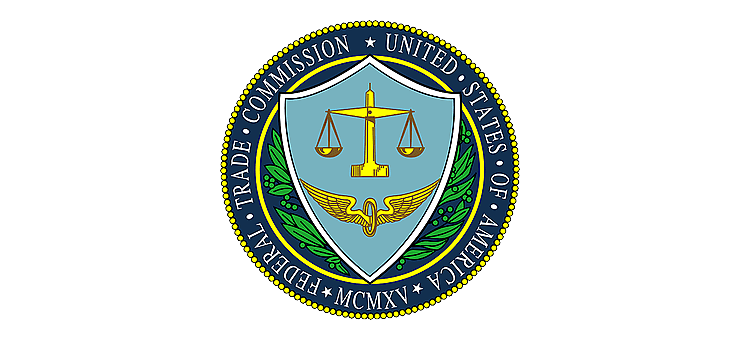 FEDERAL • TRADE • COMMISSION ★ UNITED • STATES • OF • AMERICA
★ MCMXV ★